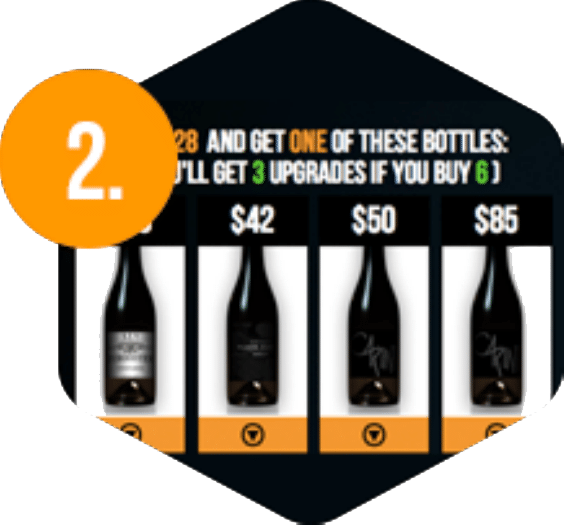 2.
28 AND GET ONE OF THESE BOTTLES:
'LL GET 3 UPGRADES IF YOU BUY 6 )
$42 $50 $85